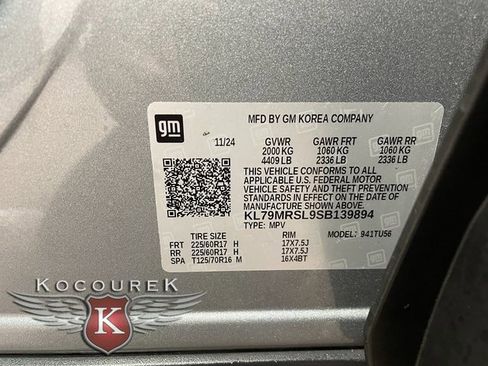 gm
MFD BY GM KOREA COMPANY
11/24 GVWR GAWR FRT GAWR RR
2000 KG 1060 KG 1060 KG
4409 LB 2336 LB 2336 LB
THIS VEHICLE CONFORMS TO ALL
APPLICABLE U.S. FEDERAL MOTOR
VEHICLE SAFETY AND THEFT
PREVENTION STANDARDS IN EFFECT
ON THE DATE OF MANUFACTURE
SHOWN ABOVE.
KL79MRSL9SB139894
TYPE: MPV MODEL: 941TU56
TIRE SIZE RIM
FRT 225/60R17 H 17X7.5J
RR 225/60R17 H 17X7.5J
SPA T125/70R16 M 16X4BT
KOCOUREK
K